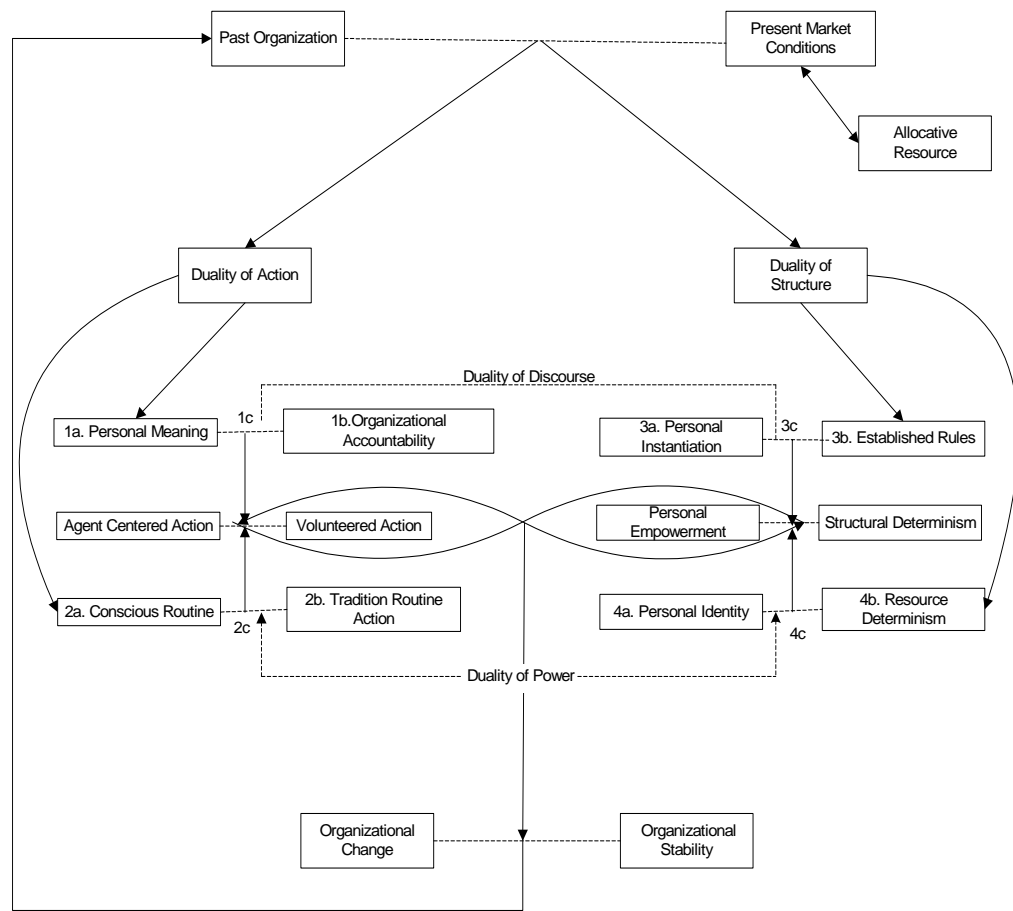 Past Organization
Present Market
Conditions
Allocative
Resource
Duality of Action
Duality of
Structure
Duality of Discourse
1a. Personal Meaning
1c
1b.Organizational
Accountability
3a. Personal
Instantiation
3c
3b. Established Rules
Agent Centered Action
Volunteered Action
Personal
Empowerment
Structural Determinism
2a. Conscious Routine
2c
2b. Tradition Routine
Action
4a. Personal Identity
4c
4b. Resource
Determinism
Duality of Power
Organizational
Change
Organizational
Stability